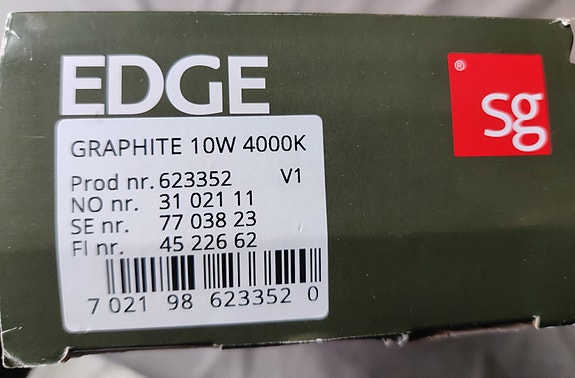 EDGE
sg®
GRAPHITE 10W 4000K
Prod nr. 623352 V1
NO nr. 31 021 11
SE nr. 77 038 23
FI nr. 45 226 62
7 021 98 623352 0